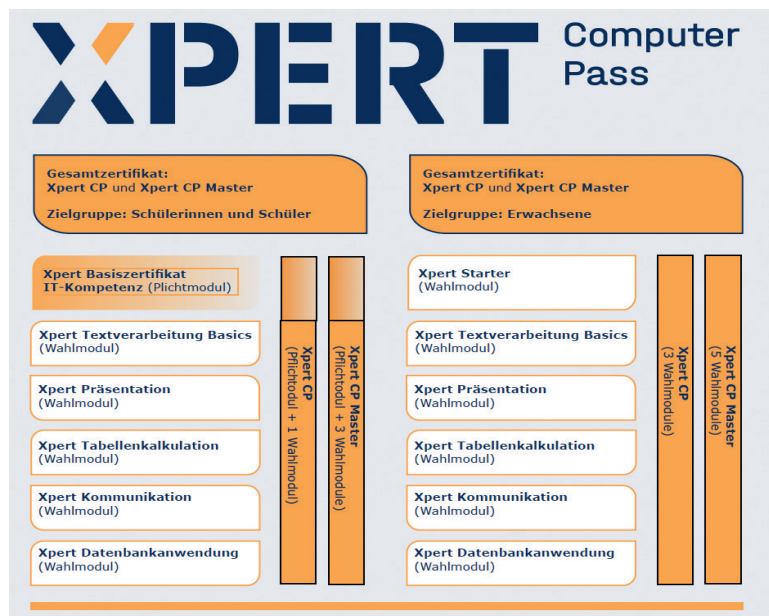 XPERT Computer
Pass
Gesamtzertifikat:
Xpert CP und Xpert CP Master
Zielgruppe: Schülerinnen und Schüler
Xpert Basiszertifikat
IT-Kompetenz (Plichtmodul)
Xpert Textverarbeitung Basics
(Wahlmodul)
Xpert Präsentation
(Wahlmodul)
Xpert Tabellenkalkulation
(Wahlmodul)
Xpert Kommunikation
(Wahlmodul)
Xpert Datenbankanwendung
(Wahlmodul)
Xpert CP
(Pflichtodul + 1 Wahlmodul)
Xpert CP Master
(Pflichtodul + 3 Wahlmodule)
Gesamtzertifikat:
Xpert CP und Xpert CP Master
Zielgruppe: Erwachsene
Xpert Starter
(Wahlmodul)
Xpert Textverarbeitung Basics
(Wahlmodul)
Xpert Präsentation
(Wahlmodul)
Xpert Tabellenkalkulation
(Wahlmodul)
Xpert Kommunikation
(Wahlmodul)
Xpert Datenbankanwendung
(Wahlmodul)
Xpert CP
(3 Wahlmodule)
Xpert CP Master
(5 Wahlmodule)